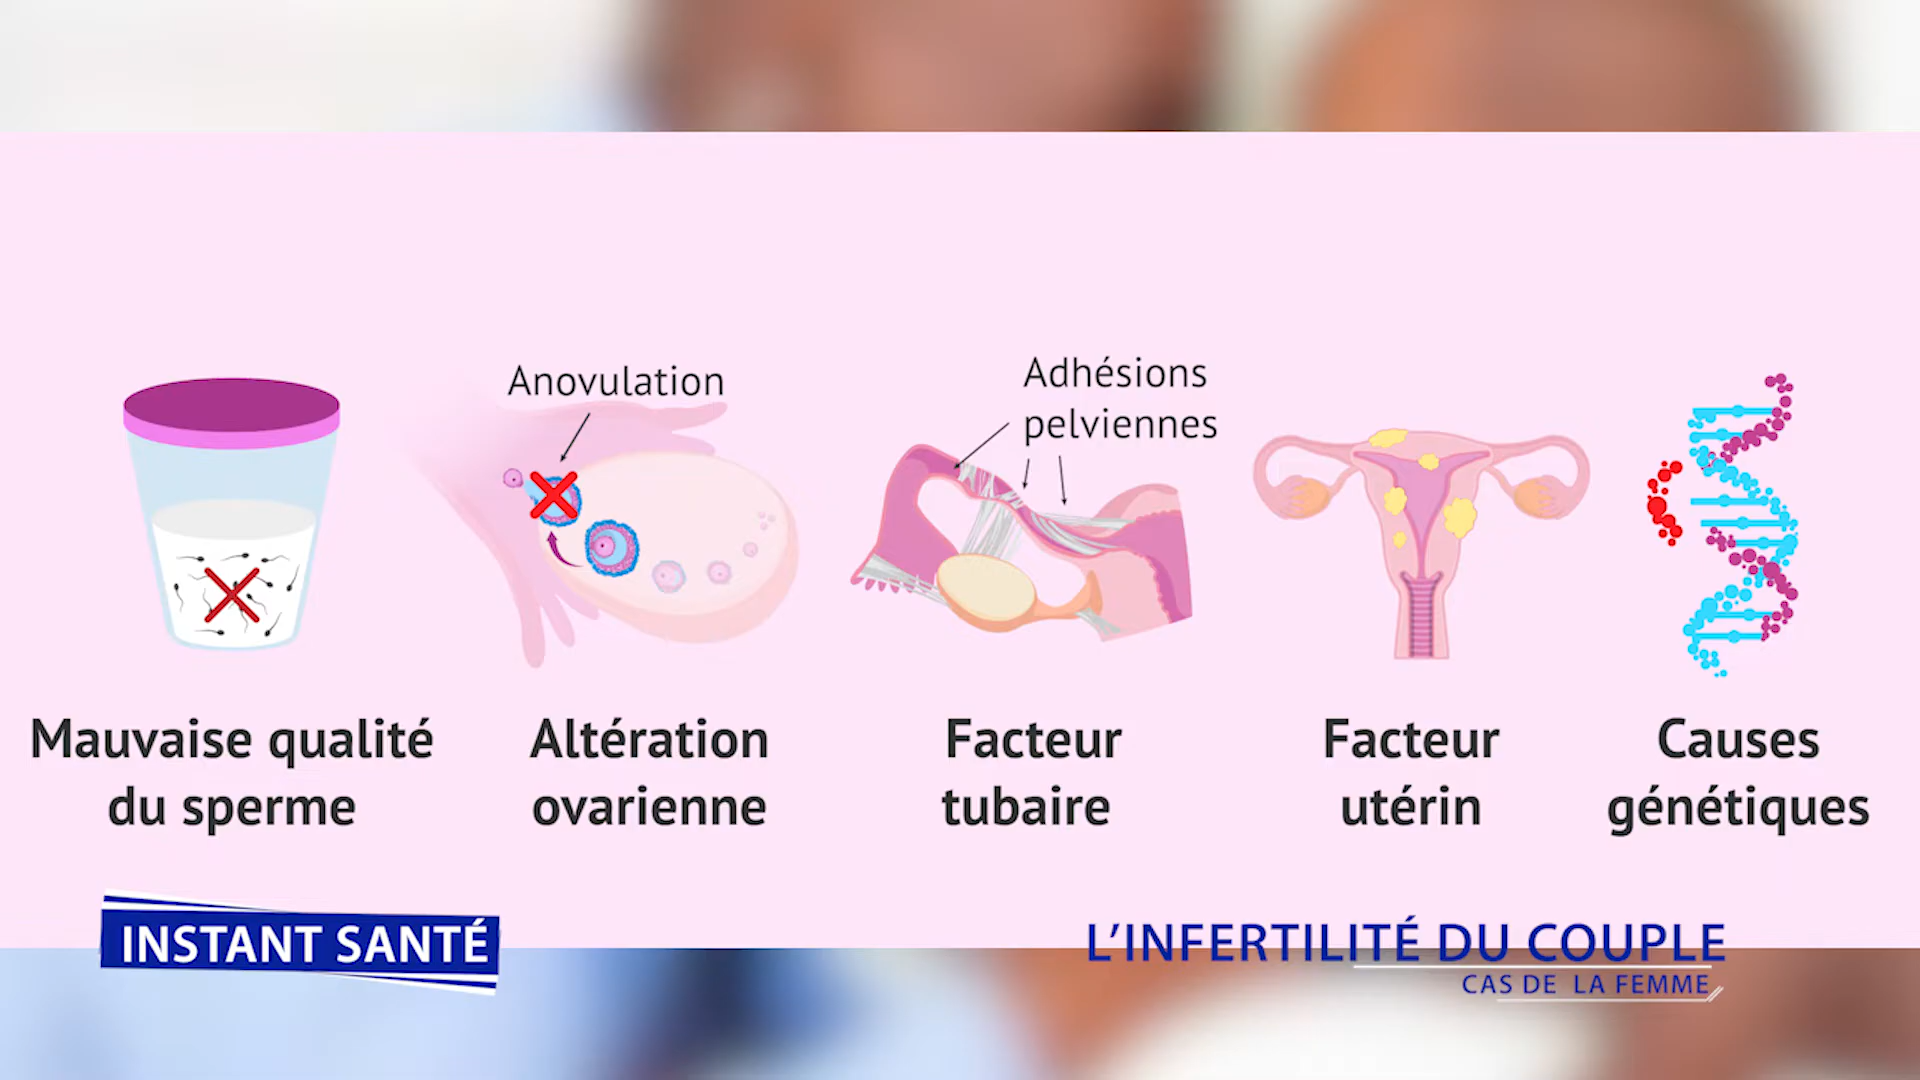 Anovulation
Adhésions
pelviennes
Mauvaise qualité
du sperme
Altération
ovarienne
Facteur
tubaire
Facteur
utérin
Causes
génétiques
INSTANT SANTÉ
L'INFERTILITÉ DU COUPLE
CAS DE LA FEMME